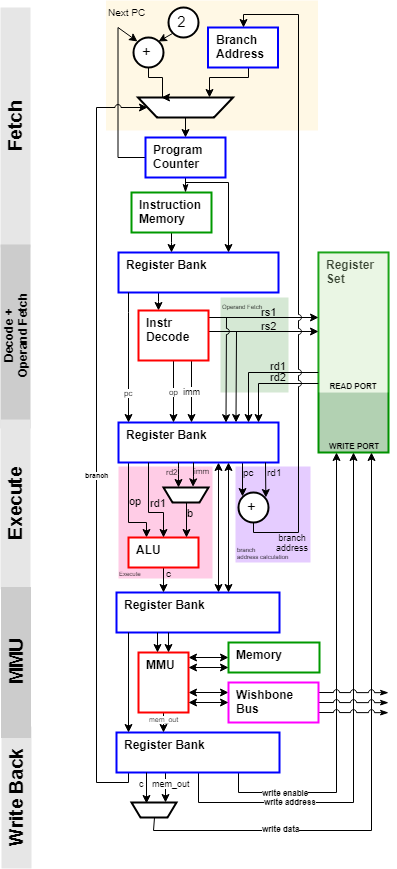 Next PC
2
+
Branch
Address
Fetch
Program
Counter
Instruction
Memory
Register Bank
Register
Set
Decode +
Operand Fetch
Operand Fetch
rs1
Instr
Decode
rs2
rd1
rd2
READ PORT
pc
op
imm
Register Bank
WRITE PORT
Execute
branch
rd2
imm
pc
rd1
op
rd1
b
+
branch
address
ALU
branch
address calculation
Execute
c
MMU
Register Bank
MMU
Memory
Wishbone
Bus
mem_out
Write Back
Register Bank
c
mem_out
write enable
write address
write data